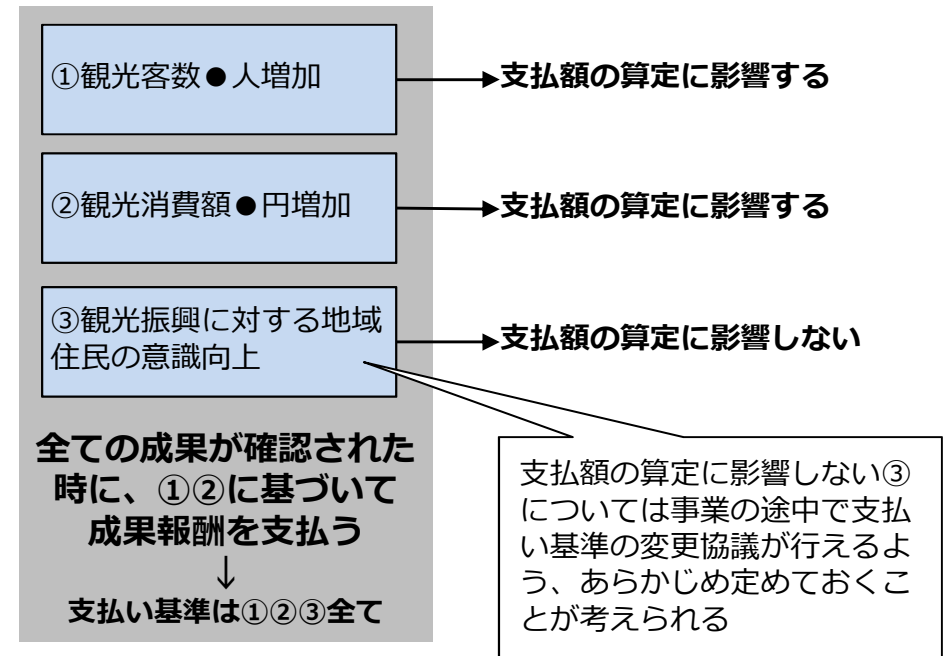 ①観光客数●人増加
支払額の算定に影響する
②観光消費額●円増加
支払額の算定に影響する
③観光振興に対する地域
住民の意識向上
支払額の算定に影響しない
全ての成果が確認された
時に、①②に基づいて
成果報酬を支払う
↓
支払い基準は①②③全て
支払額の算定に影響しない③
については事業の途中で支払
い基準の変更協議が行えるよ
う、あらかじめ定めておくこ
とが考えられる